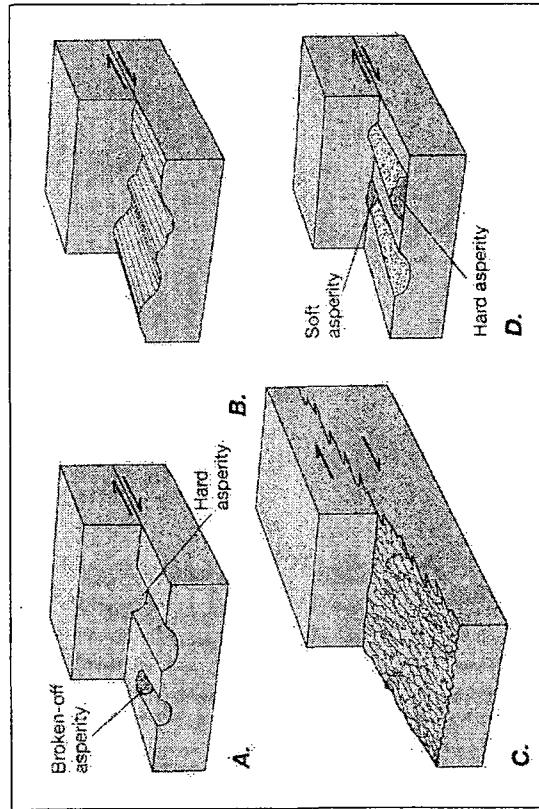 Broken-off
asperity
Hard
asperity
A.
B.
C.
Soft
asperity
Hard asperity
D.